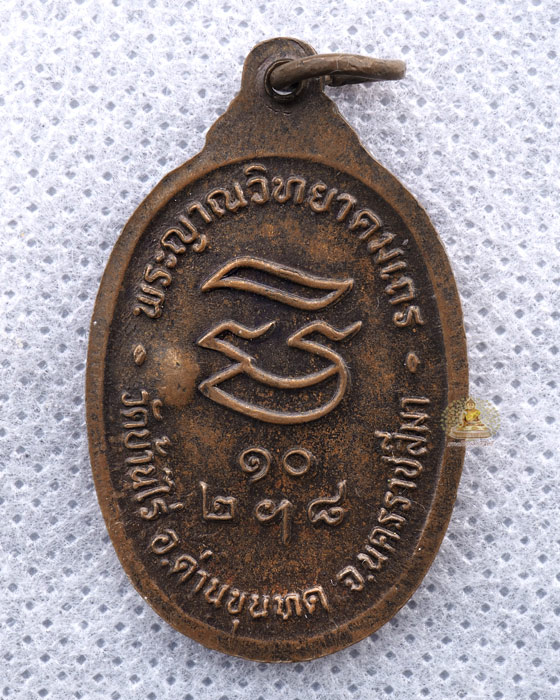 พระญาณวิทยาคมเถร
๑๐
๒ ฯ ๘
วัดบ้านไร่ อ.ด่านขุนทด จ.นครราชสีมา